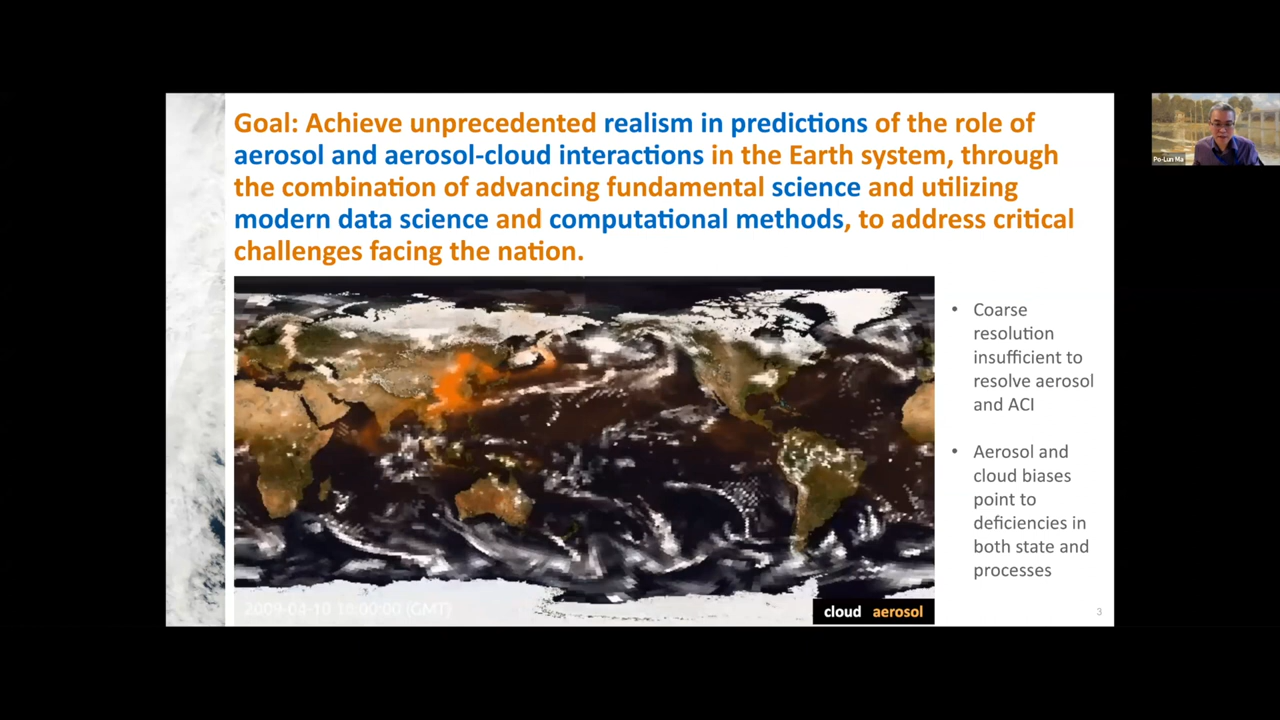 Goal: Achieve unprecedented realism in predictions of the role of
aerosol and aerosol-cloud interactions in the Earth system, through
the combination of advancing fundamental science and utilizing
modern data science and computational methods, to address critical
challenges facing the nation.
Po-Lun Ma
• Coarse
resolution
insufficient to
resolve aerosol
and ACI
• Aerosol and
cloud biases
point to
deficiencies in
both state and
processes
2009-04-10 16:00:00 (GMT)
cloud aerosol
3